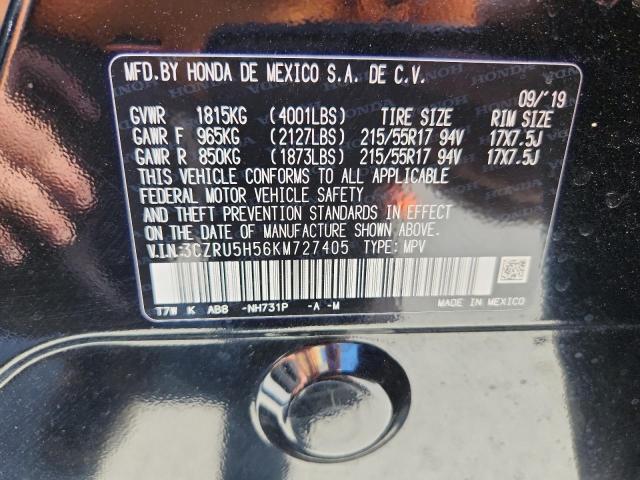 MFD.BY HONDA DE MEXICO S.A. DE C.V.
09/'19
GVWR 1815KG (4001LBS) TIRE SIZE RIM SIZE
GAWR F 965KG (2127LBS) 215/55R17 94V 17X7.5J
GAWR R 850KG (1873LBS) 215/55R17 94V 17X7.5J
THIS VEHICLE CONFORMS TO ALL APPLICABLE
FEDERAL MOTOR VEHICLE SAFETY
AND THEFT PREVENTION STANDARDS IN EFFECT
ON THE DATE OF MANUFACTURE SHOWN ABOVE.
V.I.N:3CZRU5H56KM727405 TYPE: MPV
T7W K AB8 -NH731P -A -M MADE IN MEXICO